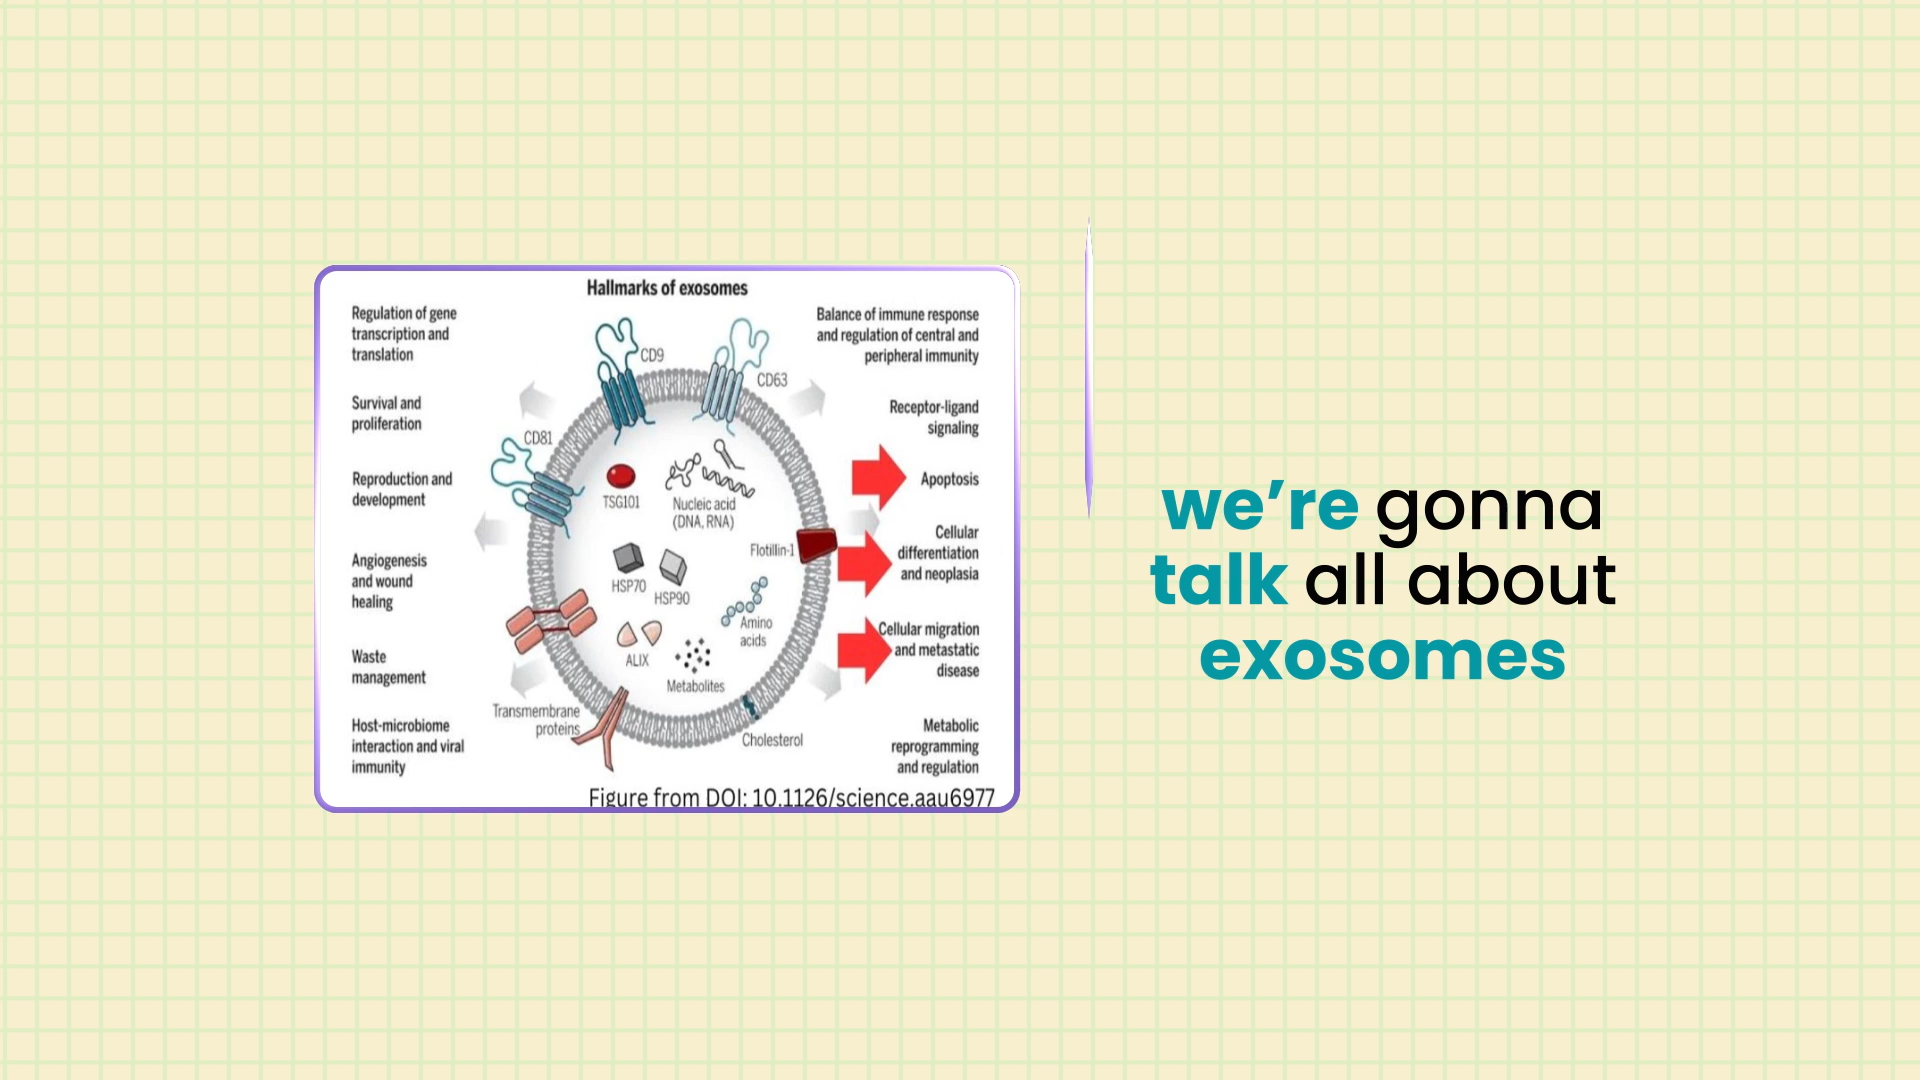 Hallmarks of exosomes
Regulation of gene
transcription and
translation
Survival and
proliferation
Reproduction and
development
Angiogenesis
and wound
healing
Waste
management
Host-microbiome
interaction and viral
immunity
CD9
CD63
CD81
TSG101
Nucleic acid
(DNA, RNA)
Flotillin-1
HSP70
HSP90
Amino
acids
ALIX
Metabolites
Transmembrane
proteins
Cholesterol
Balance of immune response
and regulation of central and
peripheral immunity
Receptor-ligand
signaling
Apoptosis
Cellular
differentiation
and neoplasia
Cellular migration
and metastatic
disease
Metabolic
reprogramming
and regulation
Figure from DOI: 10.1126/science.aau6977
we’re gonna
talk all about
exosomes